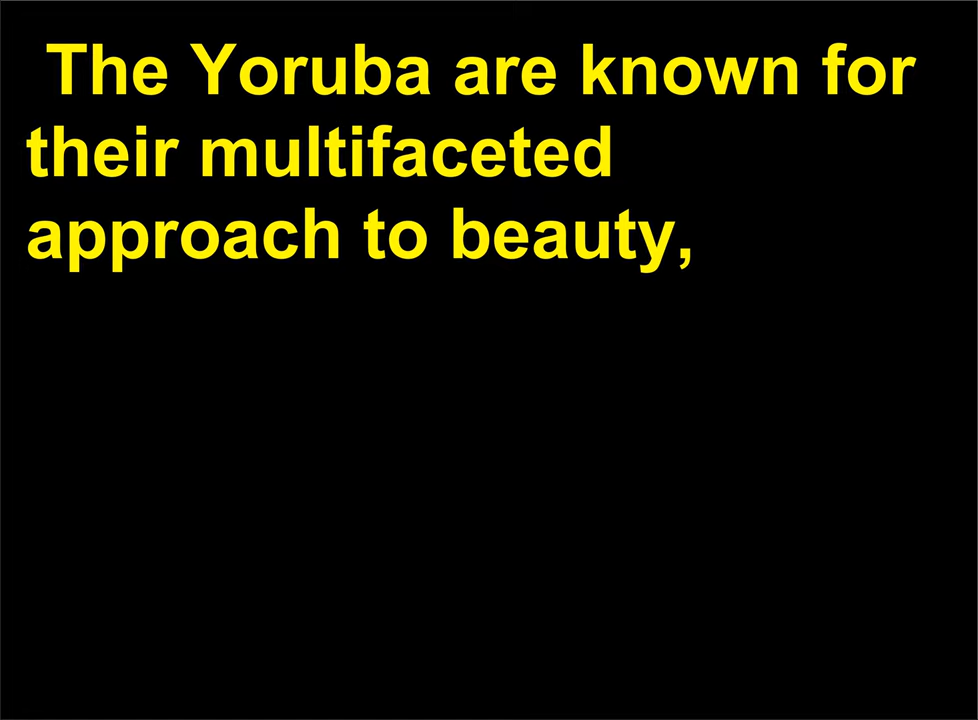 The Yoruba are known for
their multifaceted
approach to beauty,